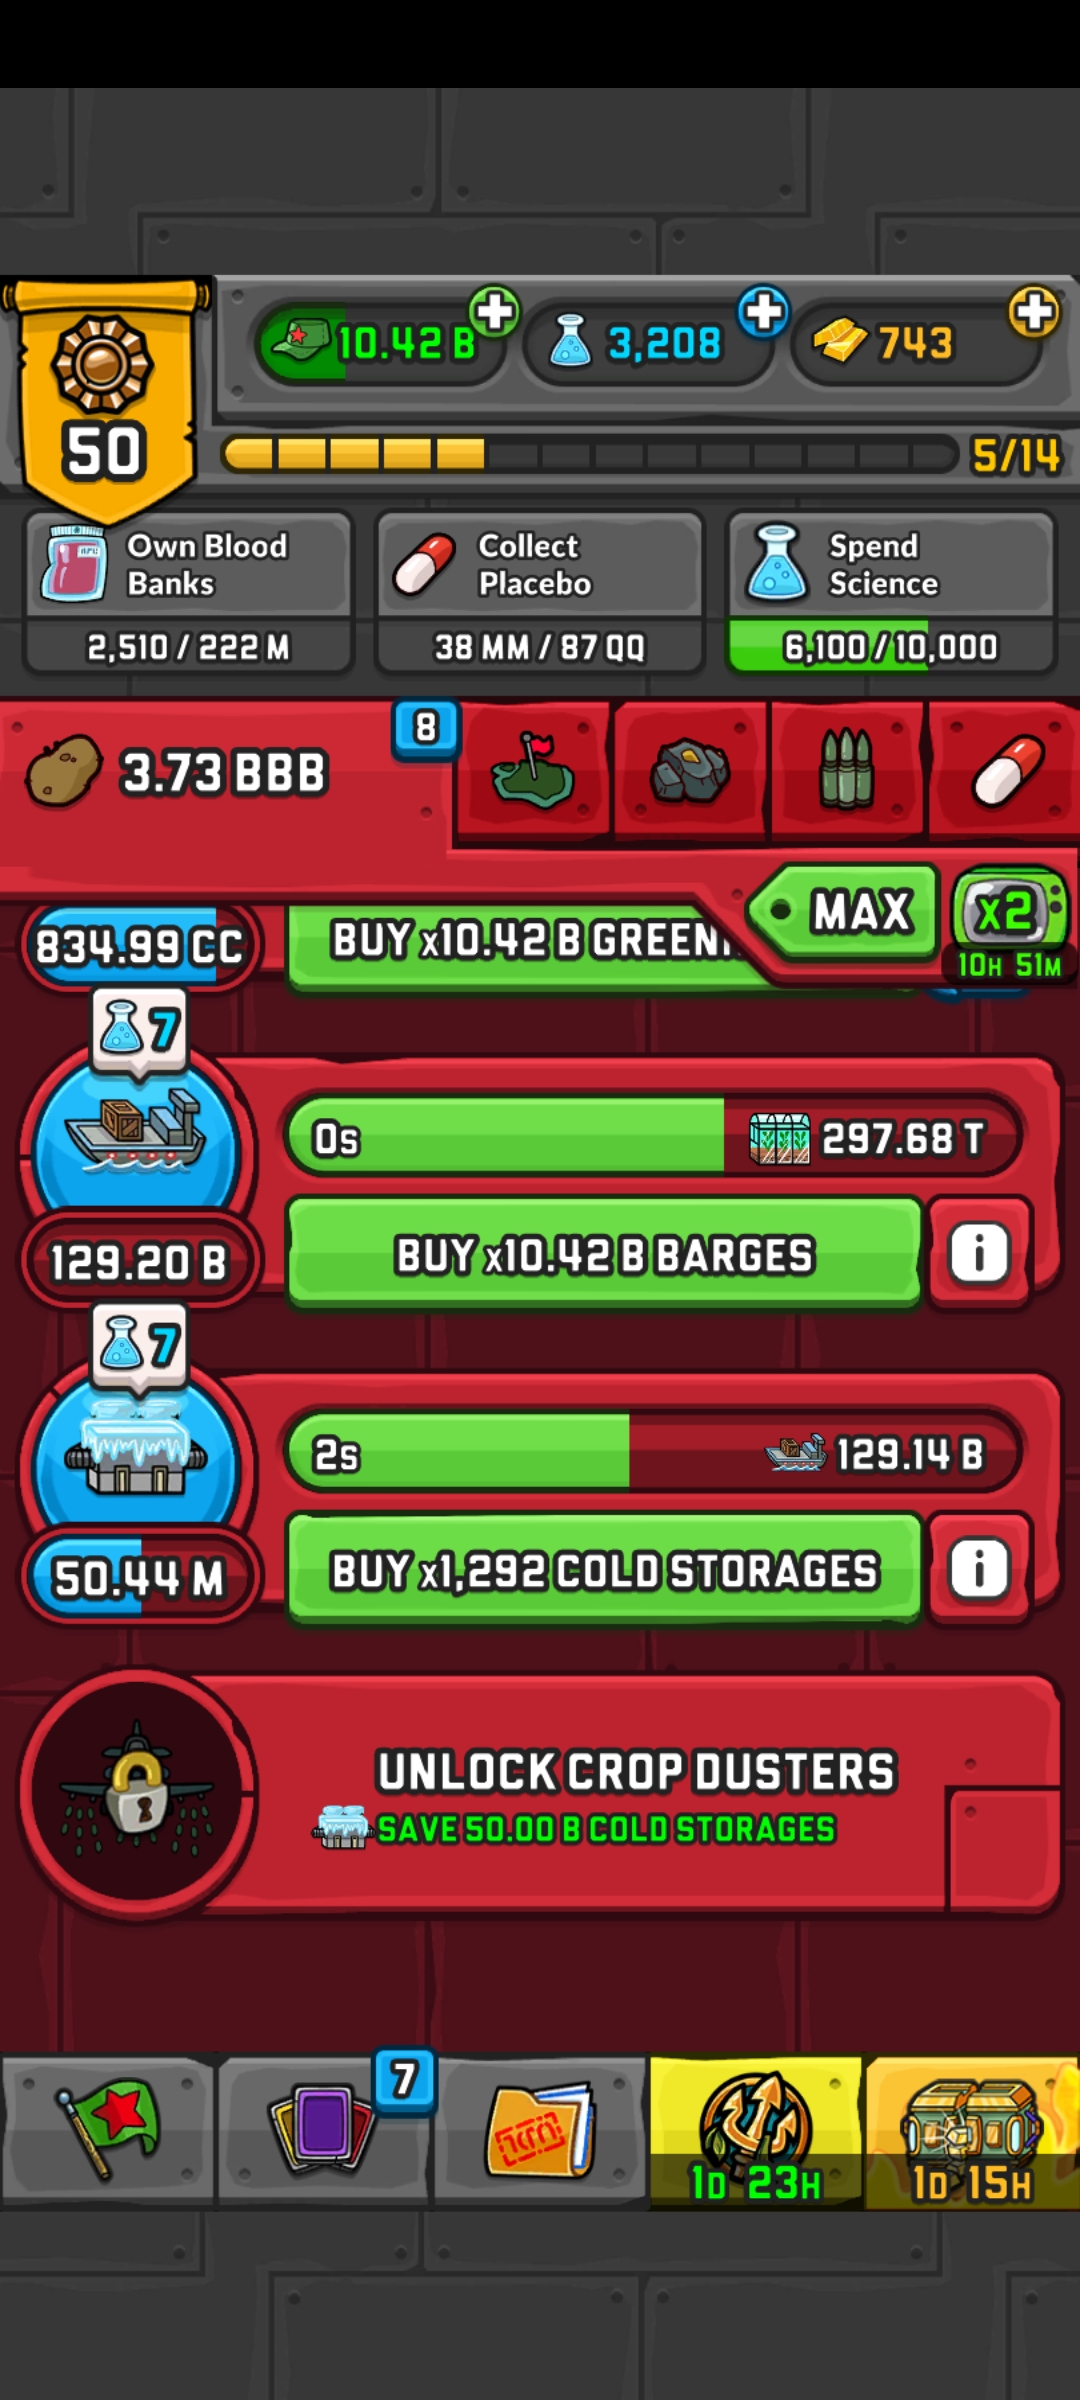 10.42 B
3,208
743
50
5/14
Own Blood
Banks
Collect
Placebo
Spend
Science
2,510 / 222 M
38 MM / 87 QQ
6,100 / 10,000
3.73 BBB
8
MAX
x2
10H 51M
834.99 CC
BUY x10.42 B GREEN
7
0s
297.68 T
129.20 B
BUY x10.42 B BARGES
i
7
2s
129.14 B
50.44 M
BUY x1,292 COLD STORAGES
i
UNLOCK CROP DUSTERS
SAVE 50.00 B COLD STORAGES
7
1D 23H
1D 15H